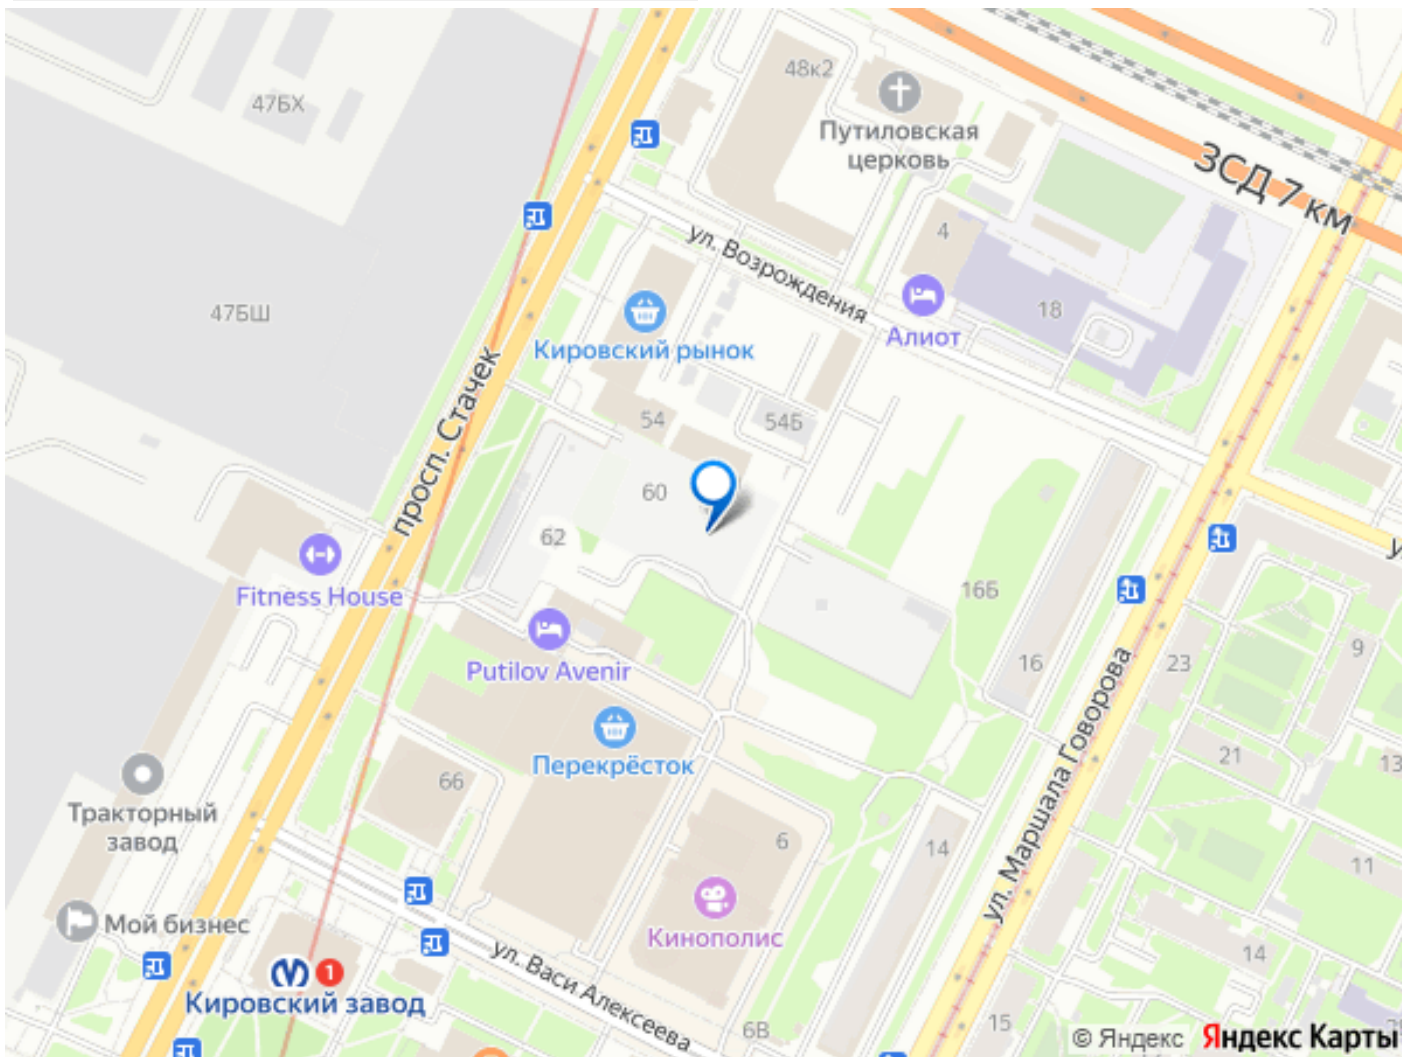 47БХ
48к2
Путиловская
церковь
ЗСД 7 км
4
ул. Возрождения
18
Алиот
47БШ
Кировский рынок
просп. Стачек
54
54Б
60
62
Fitness House
16Б
Putilov Avenir
16
23
9
Перекрёсток
21
13
66
ул. Маршала Говорова
Тракторный
завод
6
14
11
Мой бизнес
Кинополис
14
1
Кировский завод
ул. Васи Алексеева
6В
15
© Яндекс Яндекс Карты